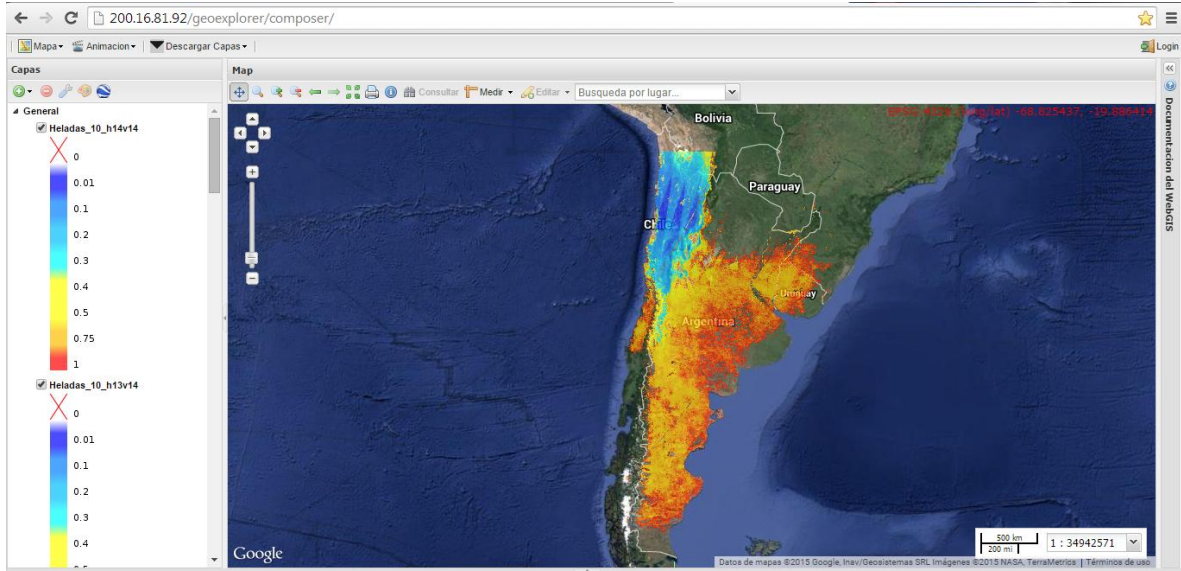 200.16.81.92/geoexplorer/composer/
Mapa Animacion Descargar Capas Login
Capas
Map
Consultar Medir Editar Busqueda por lugar...
General
Heladas_10_h14v14
0
0.01
0.1
0.2
0.3
0.4
0.5
0.75
1
Heladas_10_h13v14
0
0.01
0.1
0.2
0.3
0.4
Documentacion del WebGIS
-68.825437, -19.886414
Bolivia
Paraguay
Chile
Uruguay
Argentina
Google
500 km
200 mi
1 : 34942571
Datos de mapas ©2015 Google, Inav/Geosistemas SRL Imágenes ©2015 NASA, TerraMetrics Términos de uso